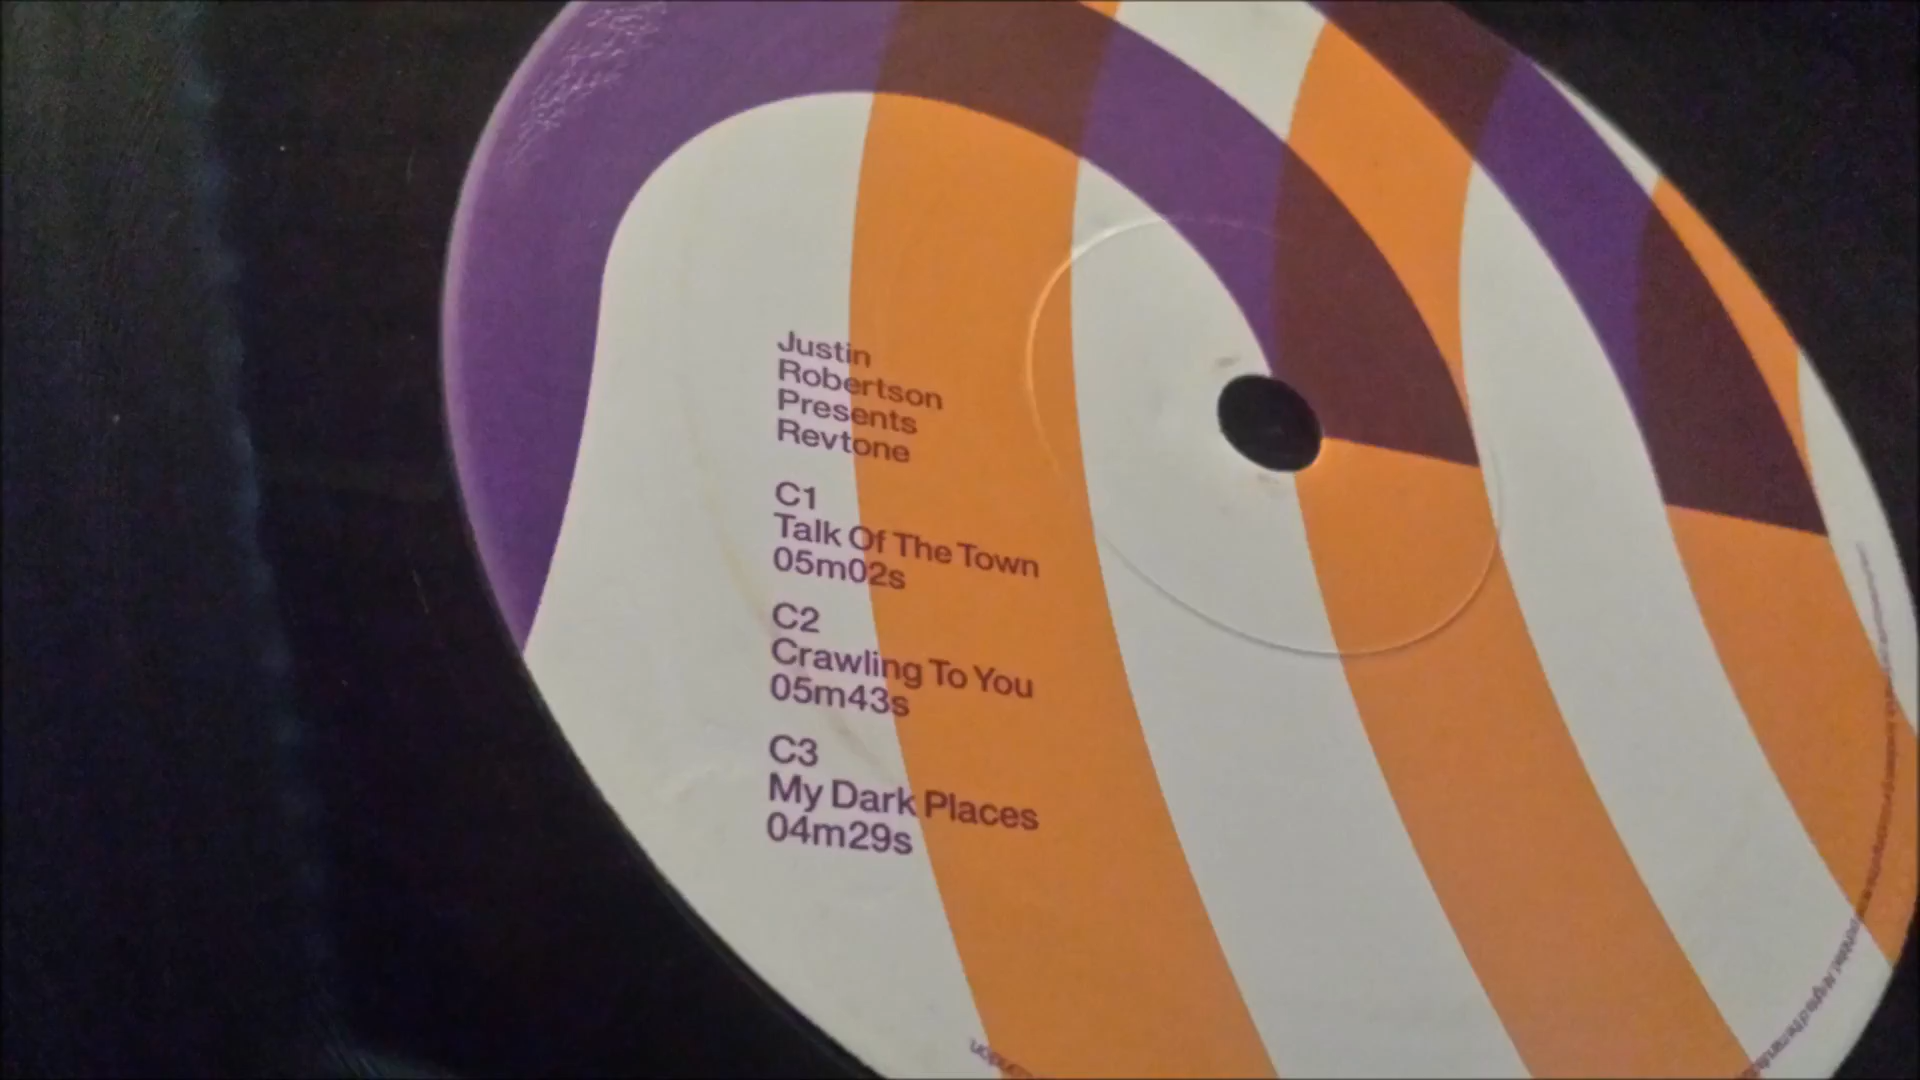 Justin
Robertson
Presents
Revtone
C1
Talk Of The Town
05m02s
C2
Crawling To You
05m43s
C3
My Dark Places
04m29s